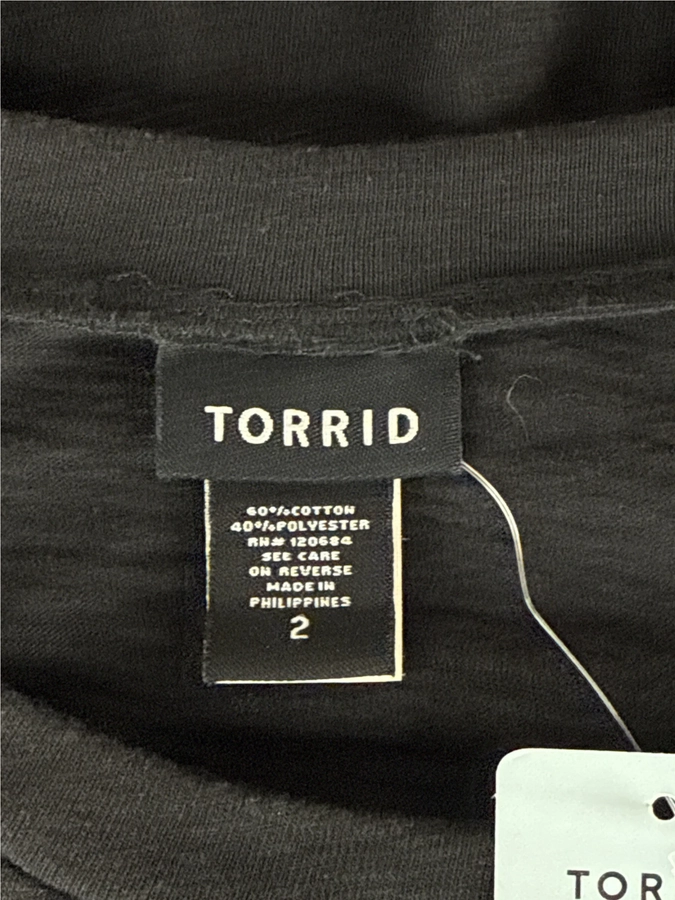 TORRID
60%COTTON
40%POLYESTER
RN# 120684
SEE CARE
ON REVERSE
MADE IN
PHILIPPINES
2
TOR